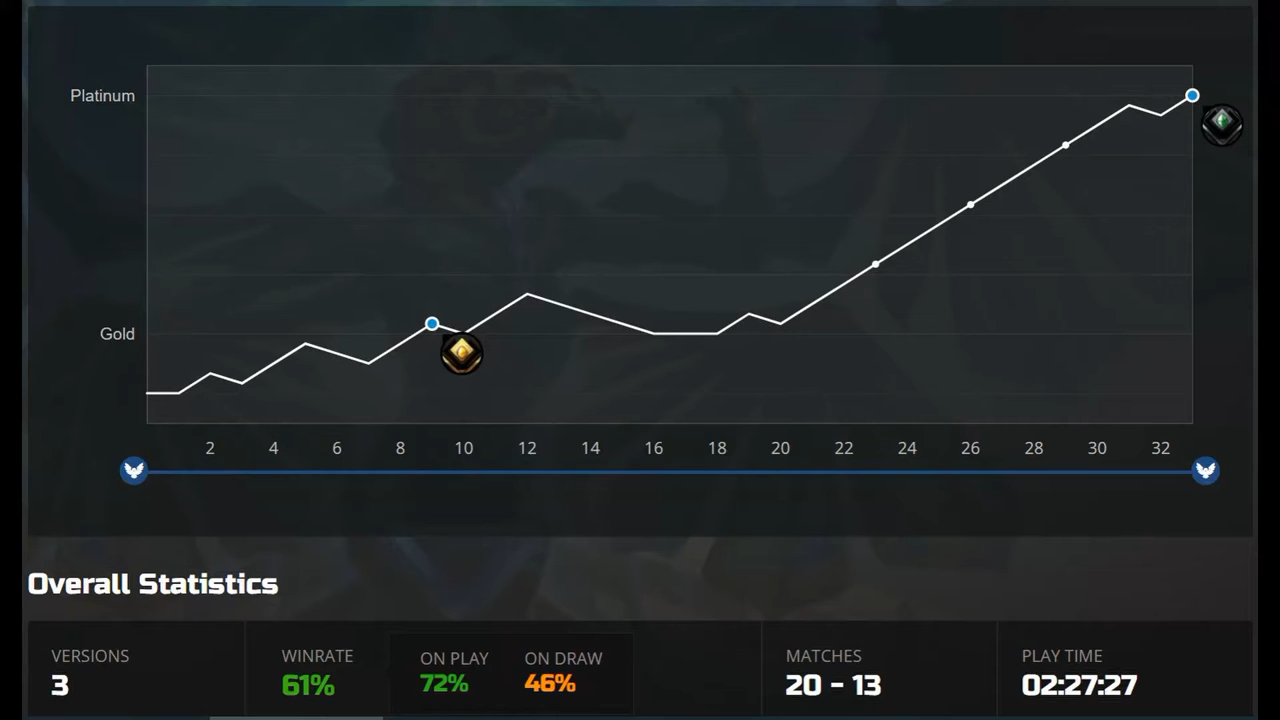 Platinum
Gold
2 4 6 8 10 12 14 16 18 20 22 24 26 28 30 32
Overall Statistics
VERSIONS WINRATE ON PLAY ON DRAW MATCHES PLAY TIME
3 61% 72% 46% 20 - 13 02:27:27